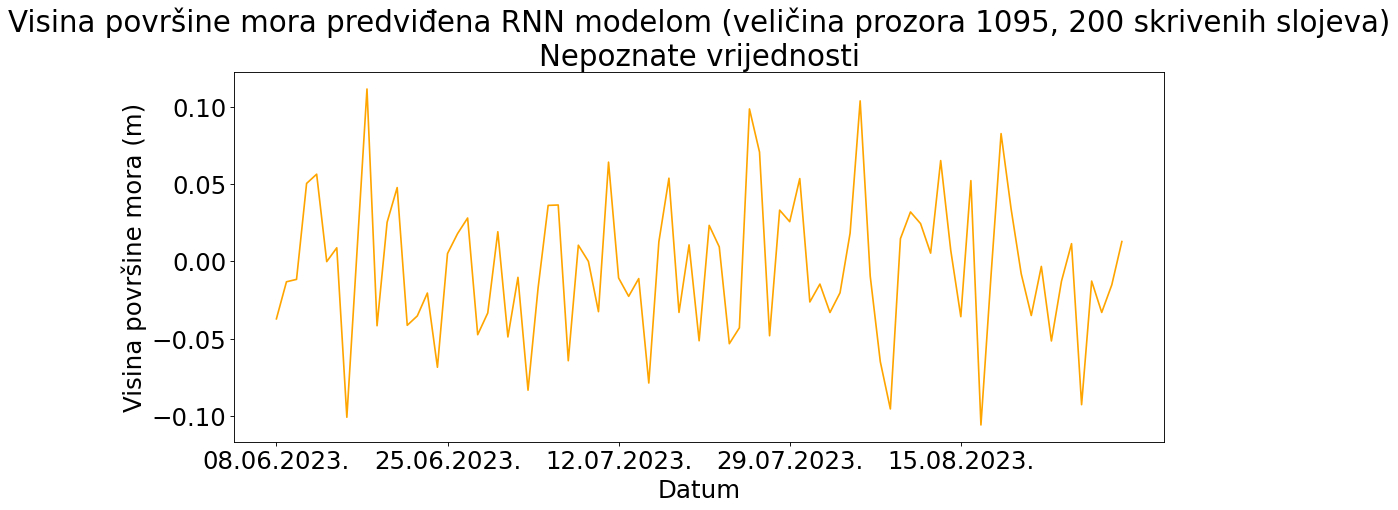 Visina površine mora predviđena RNN modelom (veličina prozora 1095, 200 skrivenih slojeva)
Nepoznate vrijednosti
Visina površine mora (m)
0.10
0.05
0.00
−0.05
−0.10
08.06.2023. 25.06.2023. 12.07.2023. 29.07.2023. 15.08.2023.
Datum